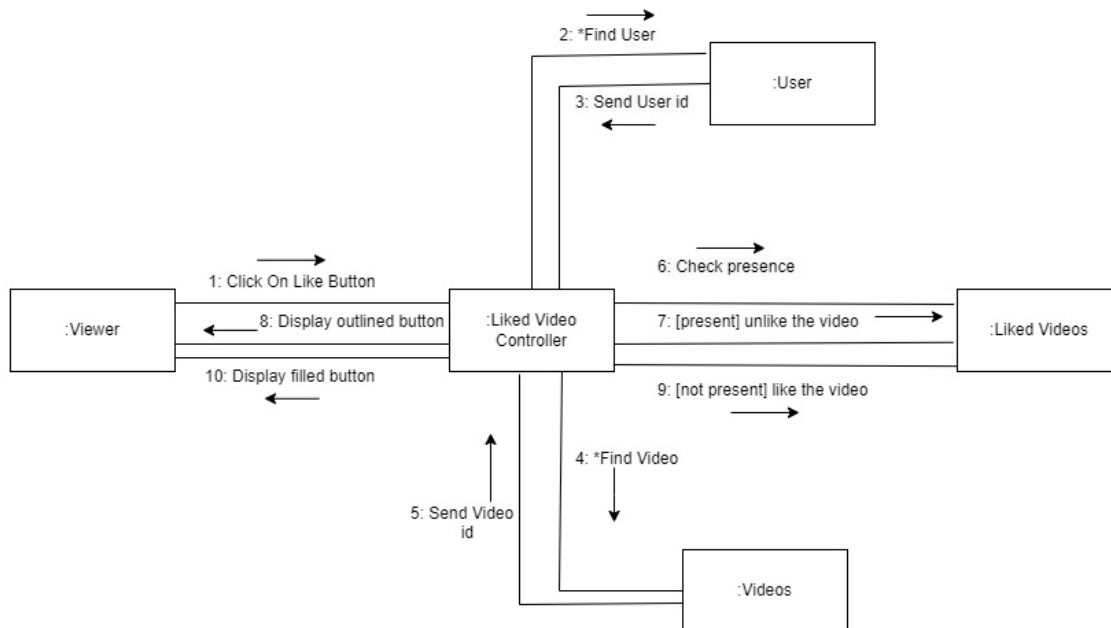 2: *Find User
:User
3: Send User id
6: Check presence
1: Click On Like Button
:Viewer
8: Display outlined button
:Liked Video
Controller
7: [present] unlike the video
:Liked Videos
10: Display filled button
9: [not present] like the video
4: *Find Video
5: Send Video
id
:Videos